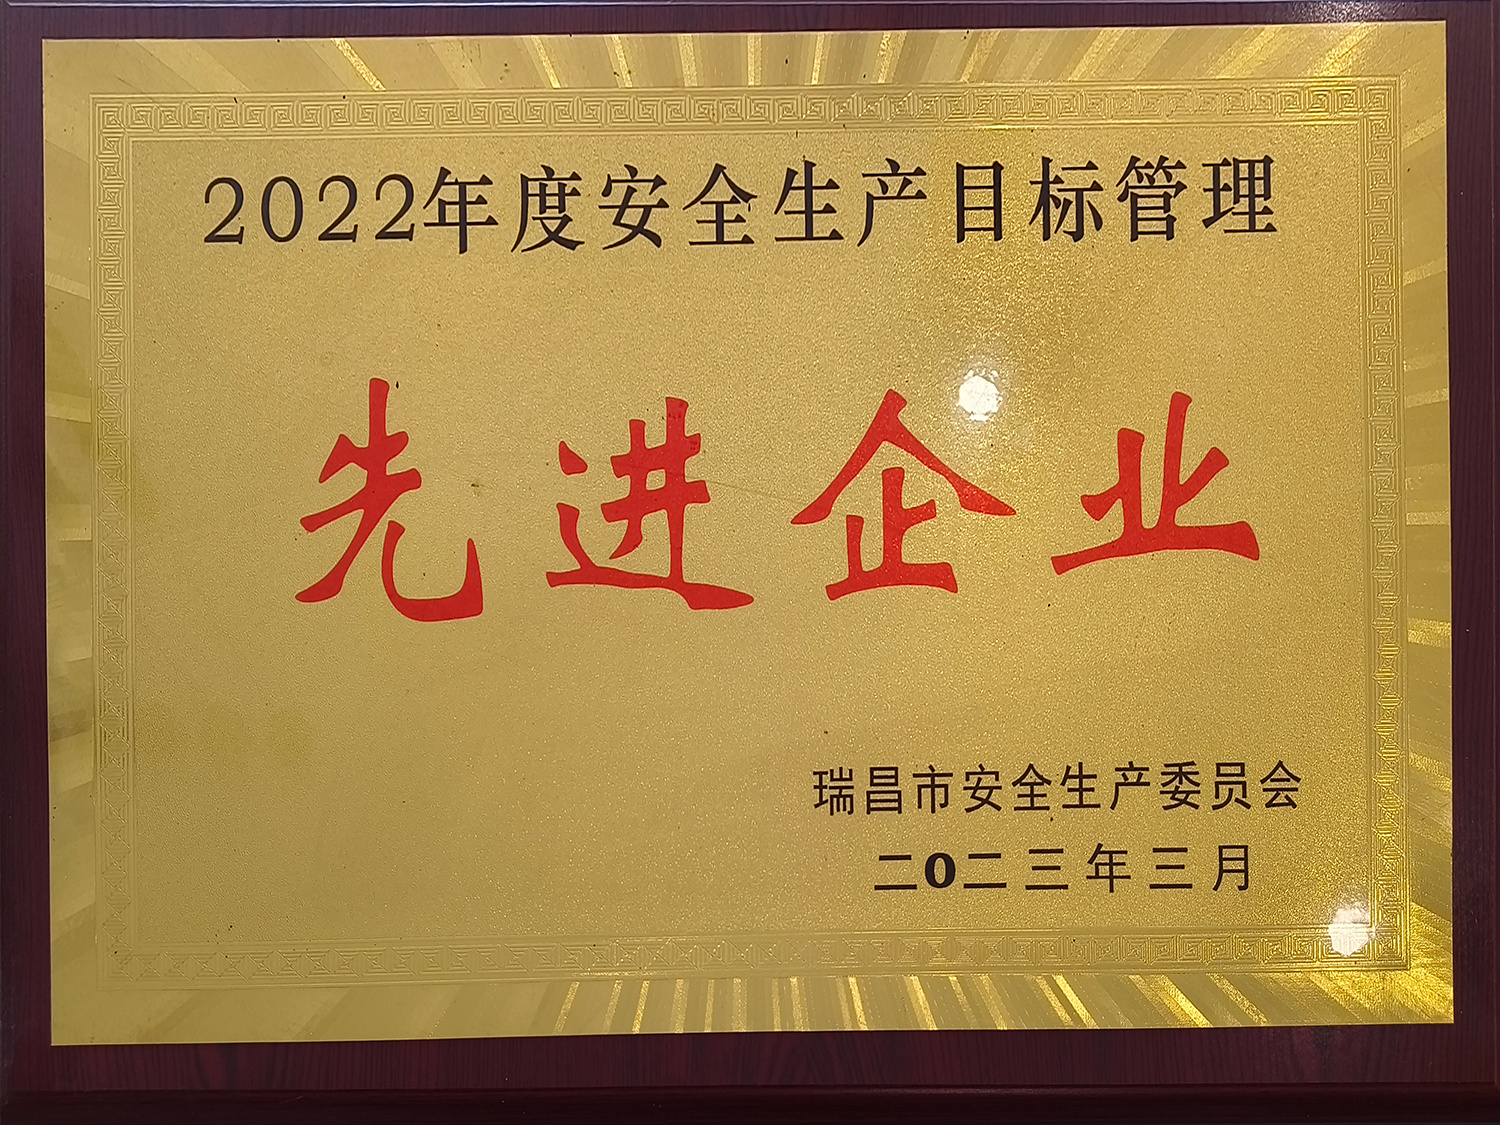 2022年度安全生产目标管理
先进企业
瑞昌市安全生产委员会
二0二三年三月